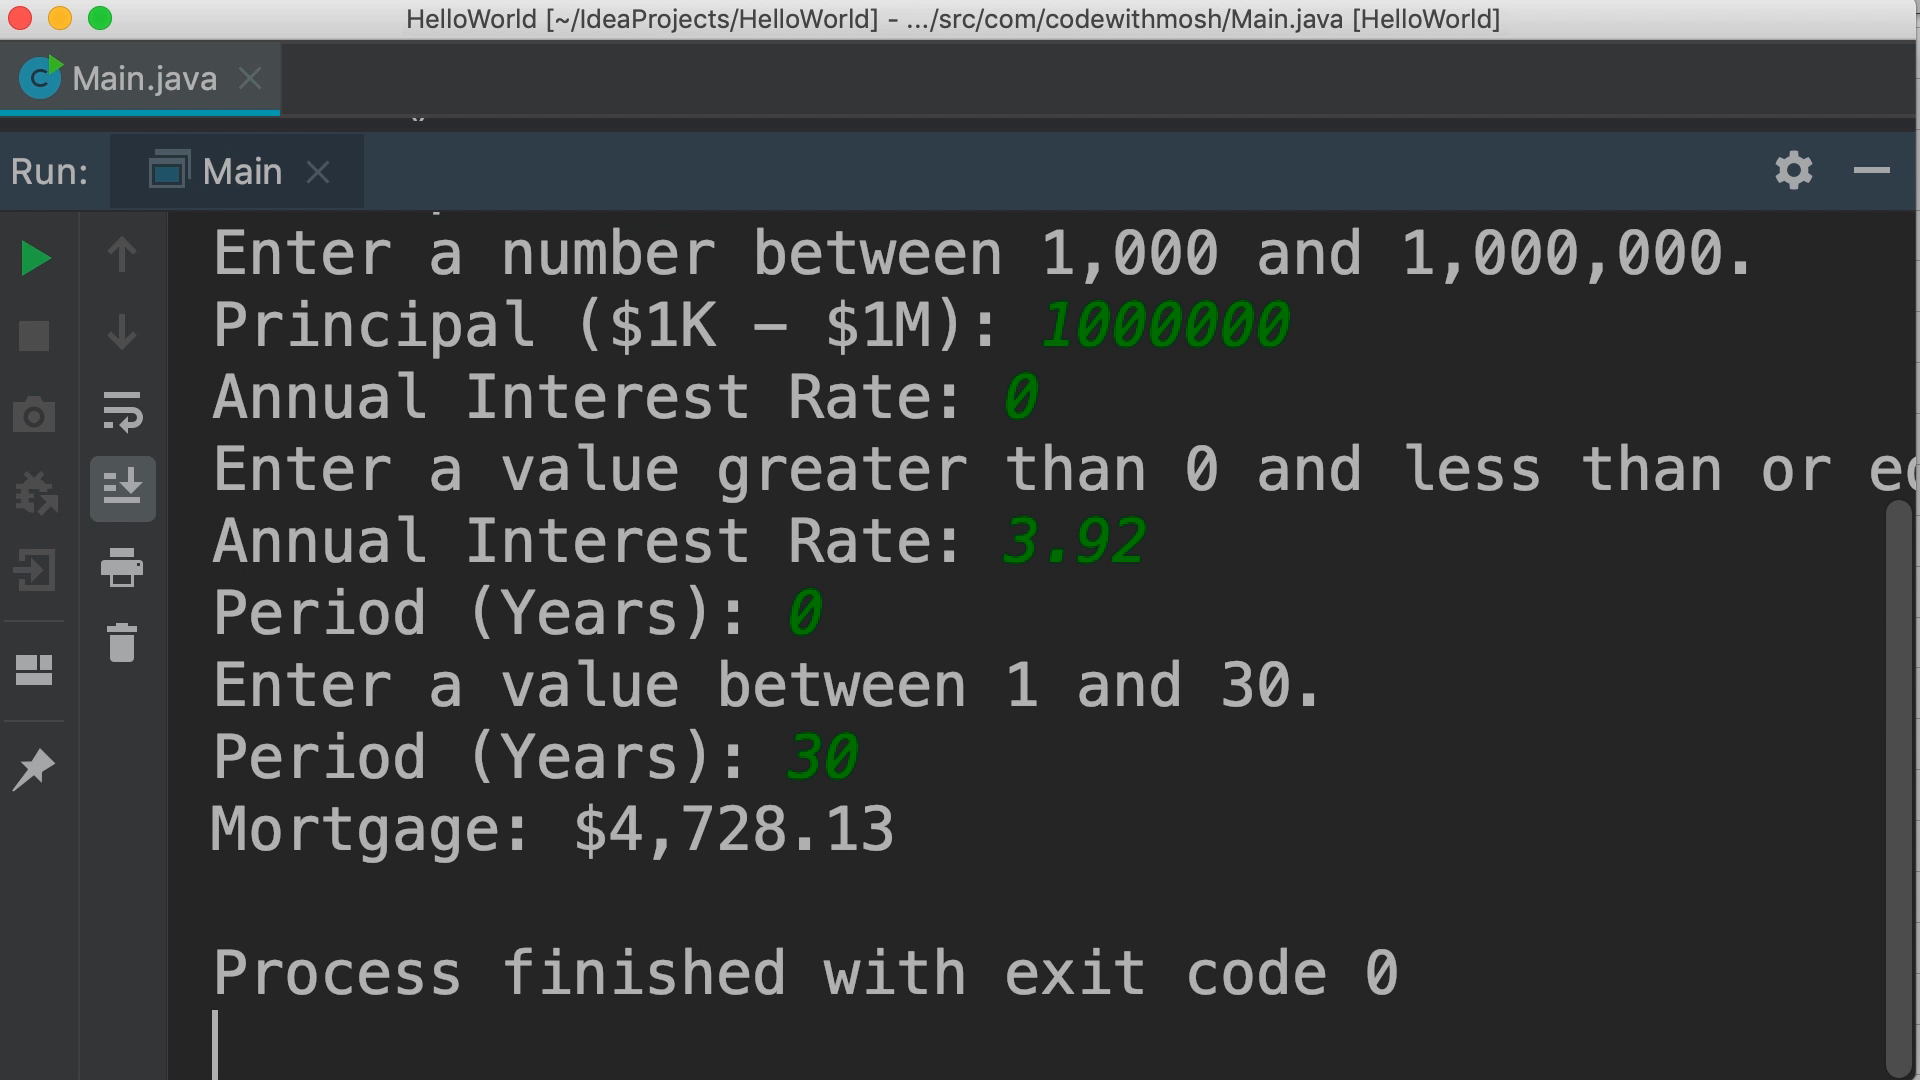 HelloWorld [~/IdeaProjects/HelloWorld] - .../src/com/codewithmosh/Main.java [HelloWorld]
Main.java
Run: Main
Enter a number between 1,000 and 1,000,000.
Principal ($1K – $1M): 1000000
Annual Interest Rate: 0
Enter a value greater than 0 and less than or
Annual Interest Rate: 3.92
Period (Years): 0
Enter a value between 1 and 30.
Period (Years): 30
Mortgage: $4,728.13
Process finished with exit code 0